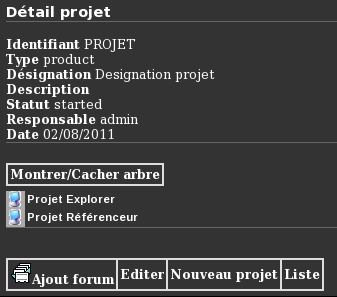 Détail projet
Identifiant PROJET
Type product
Désignation Designation projet
Description
Statut started
Responsable admin
Date 02/08/2011
Montrer/Cacher arbre
Projet Explorer
Projet Référenceur
Ajout forum Editer Nouveau projet Liste